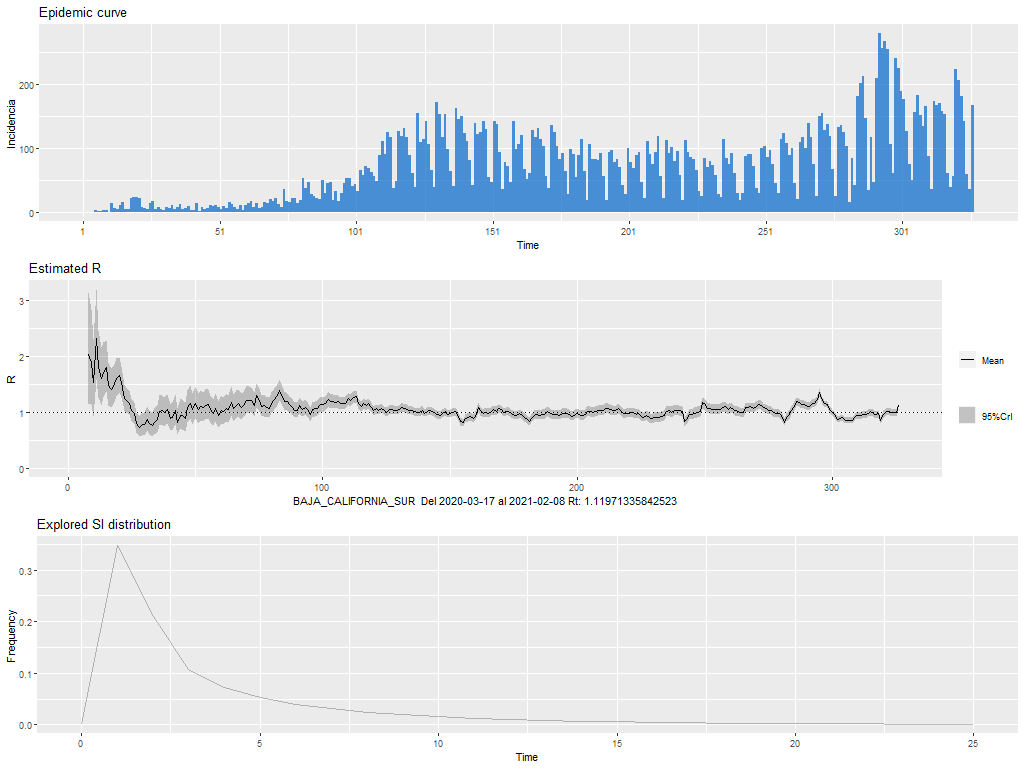 Epidemic curve
200
100
0
Incidencia
1 51 101 151 201 251 301
Time
Estimated R
3
2
1
0
R
Mean
95%CrI
0 100 200 300
BAJA_CALIFORNIA_SUR Del 2020-03-17 al 2021-02-08 Rt: 1.11971335842523
Explored SI distribution
0.3
0.2
0.1
0.0
Frequency
0 5 10 15 20 25
Time